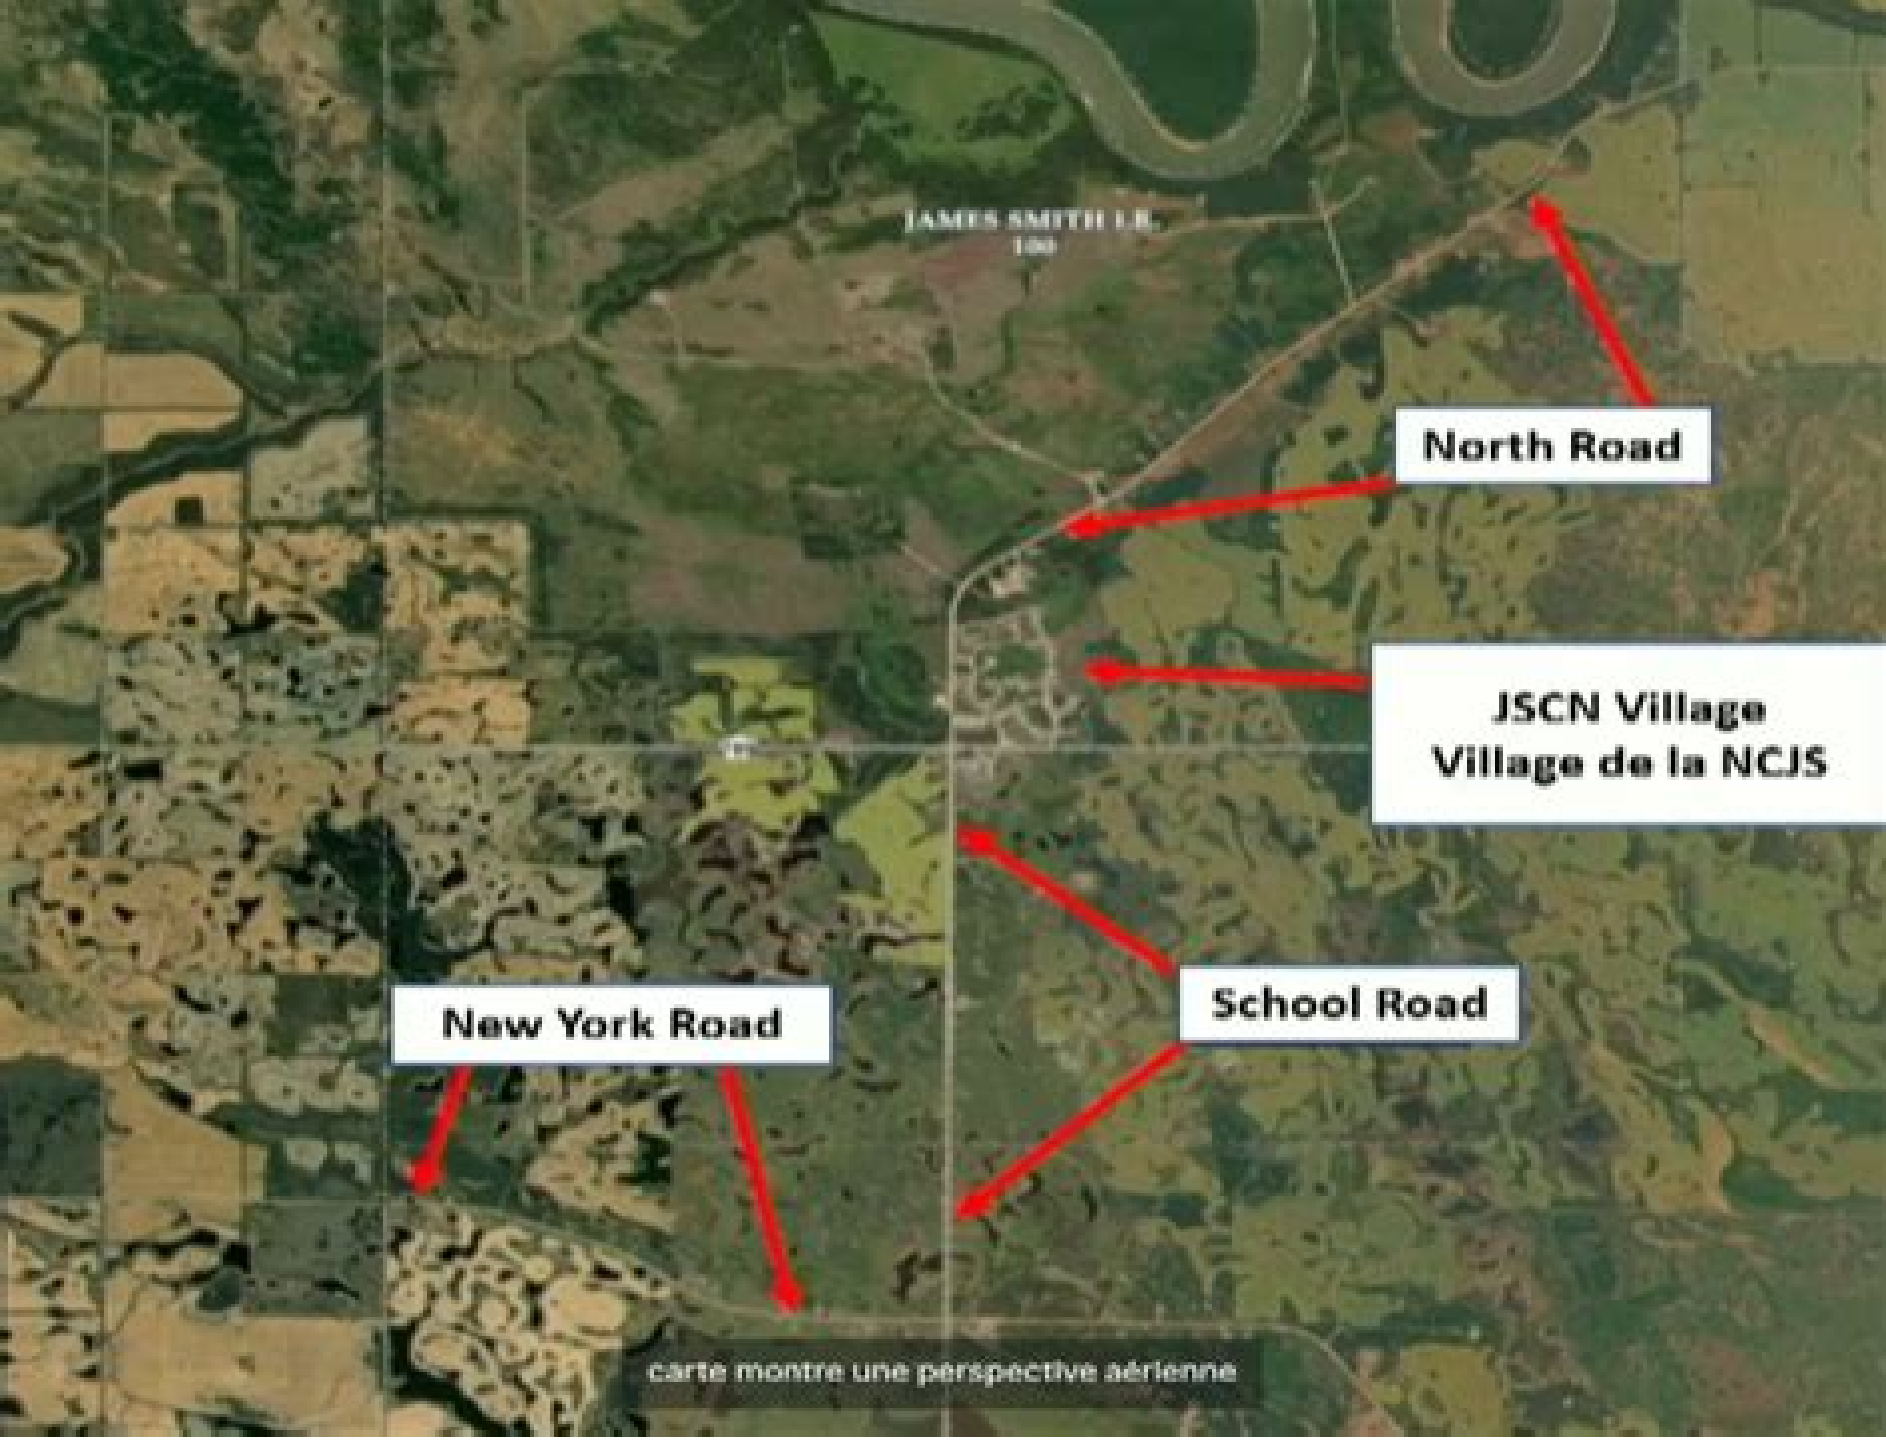 JAMES SMITH I.R.
100
North Road
JSCN Village
Village de la NCJS
School Road
New York Road
carte montre une perspective aérienne